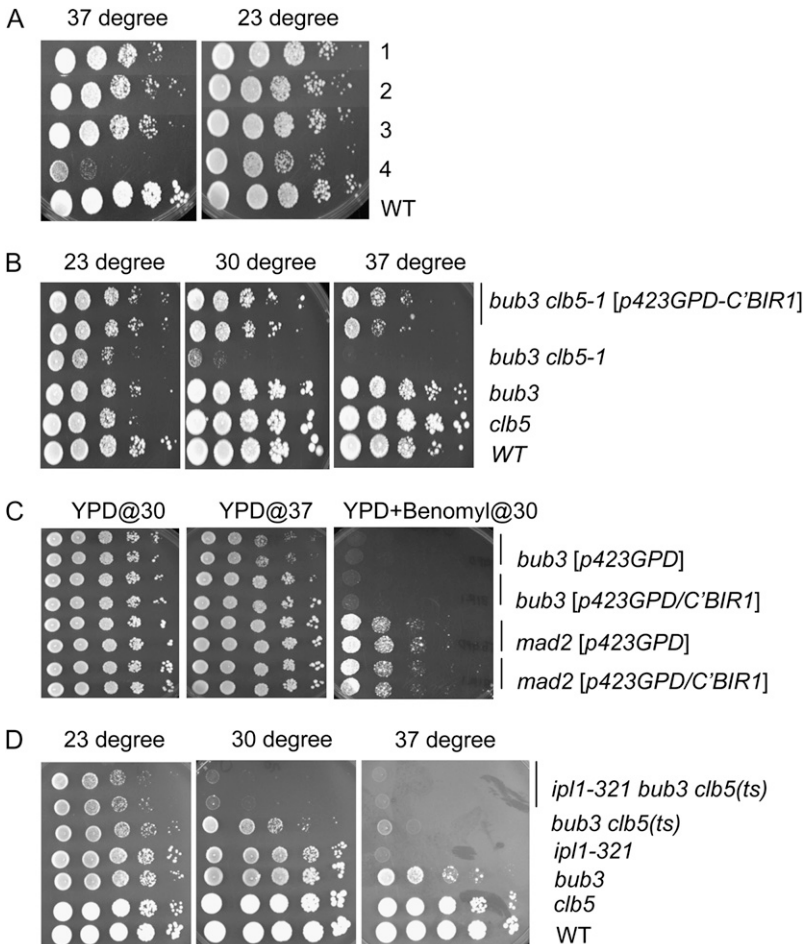 A
37 degree 23 degree
1
2
3
4
WT
B
23 degree 30 degree 37 degree
bub3 clb5-1 [p423GPD-C'BIR1]
bub3 clb5-1
bub3
clb5
WT
C
YPD@30 YPD@37 YPD+Benomyl@30
bub3 [p423GPD]
bub3 [p423GPD/C'BIR1]
mad2 [p423GPD]
mad2 [p423GPD/C'BIR1]
D
23 degree 30 degree 37 degree
ipl1-321 bub3 clb5(ts)
bub3 clb5(ts)
ipl1-321
bub3
clb5
WT